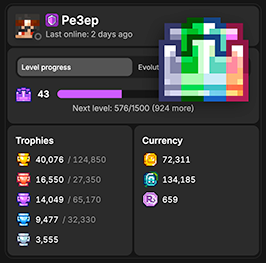 Pe3ep
Last online: 2 days ago
Level progress
Evolut
43
Next level: 576/1500 (924 more)
Trophies
40,076 / 124,850
16,550 / 27,350
14,049 / 65,170
9,477 / 32,330
3,555
Currency
72,311
134,185
659